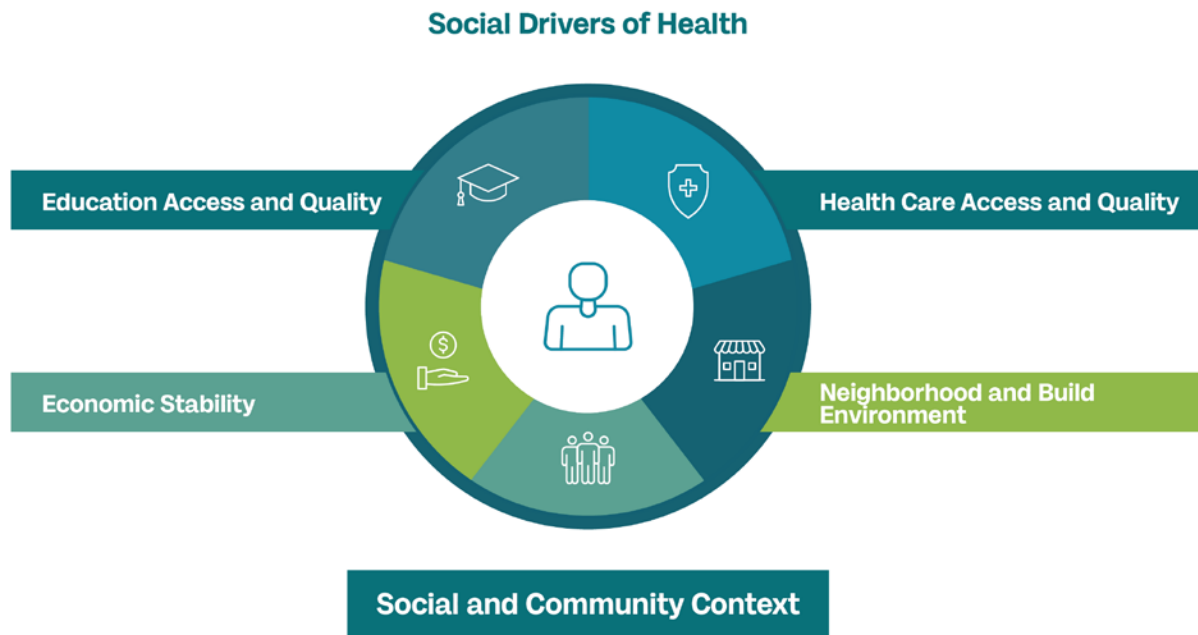 Social Drivers of Health
Education Access and Quality
Health Care Access and Quality
$
Economic Stability
Neighborhood and Build
Environment
Social and Community Context